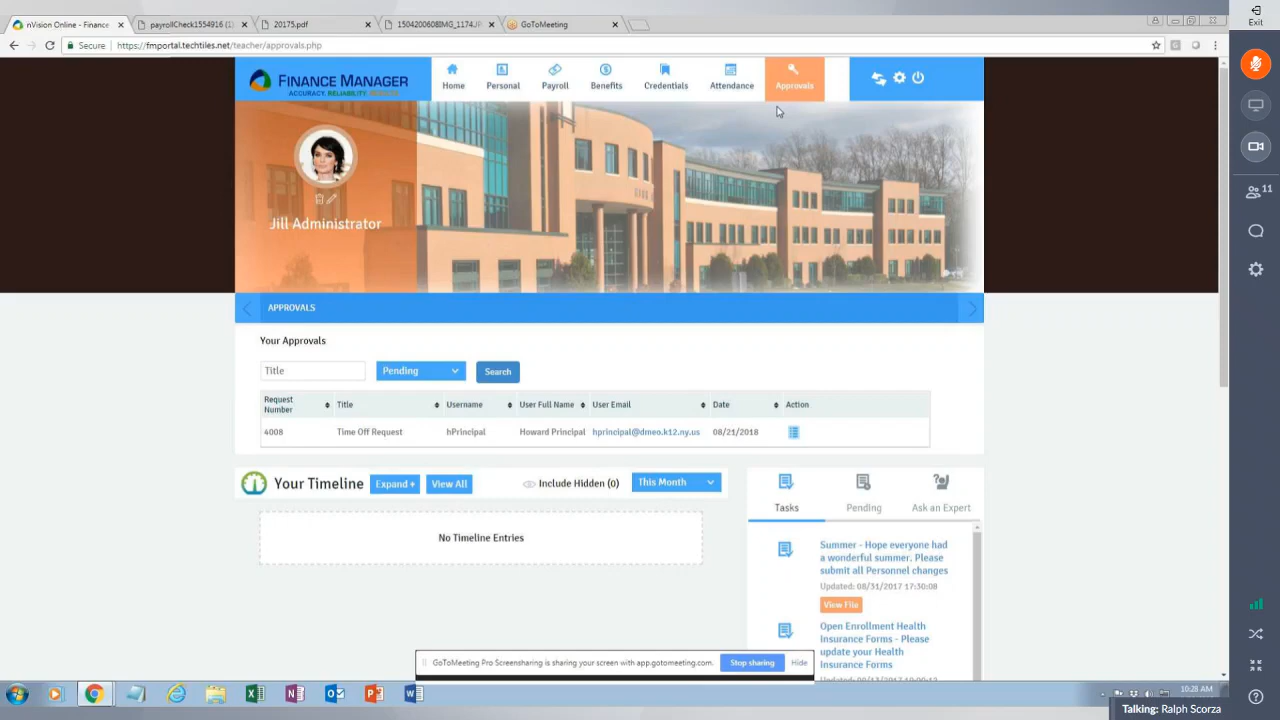 nVision Online - Finance
payrollCheck1554916 (1)
20175.pdf
1504200608IMG_1174.JP
GoToMeeting
Exit
Secure
https://fmportal.techtiles.net/teacher/approvals.php
FINANCE MANAGER
ACCURACY. RELIABILITY.
Home
Personal
Payroll
Benefits
Credentials
Attendance
Approvals
11
Jill Administrator
APPROVALS
Your Approvals
Title
Pending
Search
Request Number
Title
Username
User Full Name
User Email
Date
Action
4008
Time Off Request
hPrincipal
Howard Principal
hprincipal@dmeo.k12.ny.us
08/21/2018
Your Timeline
Expand +
View All
Include Hidden (0)
This Month
No Timeline Entries
Tasks
Pending
Ask an Expert
Summer - Hope everyone had
a wonderful summer. Please
submit all Personnel changes
Updated: 08/31/2017 17:30:08
View File
Open Enrollment Health
Insurance Forms - Please
update your Health
Insurance Forms
GoToMeeting Pro Screensharing is sharing your screen with app.gotomeeting.com.
Stop sharing
Hide
10:28 AM
Talking: Ralph Scorza